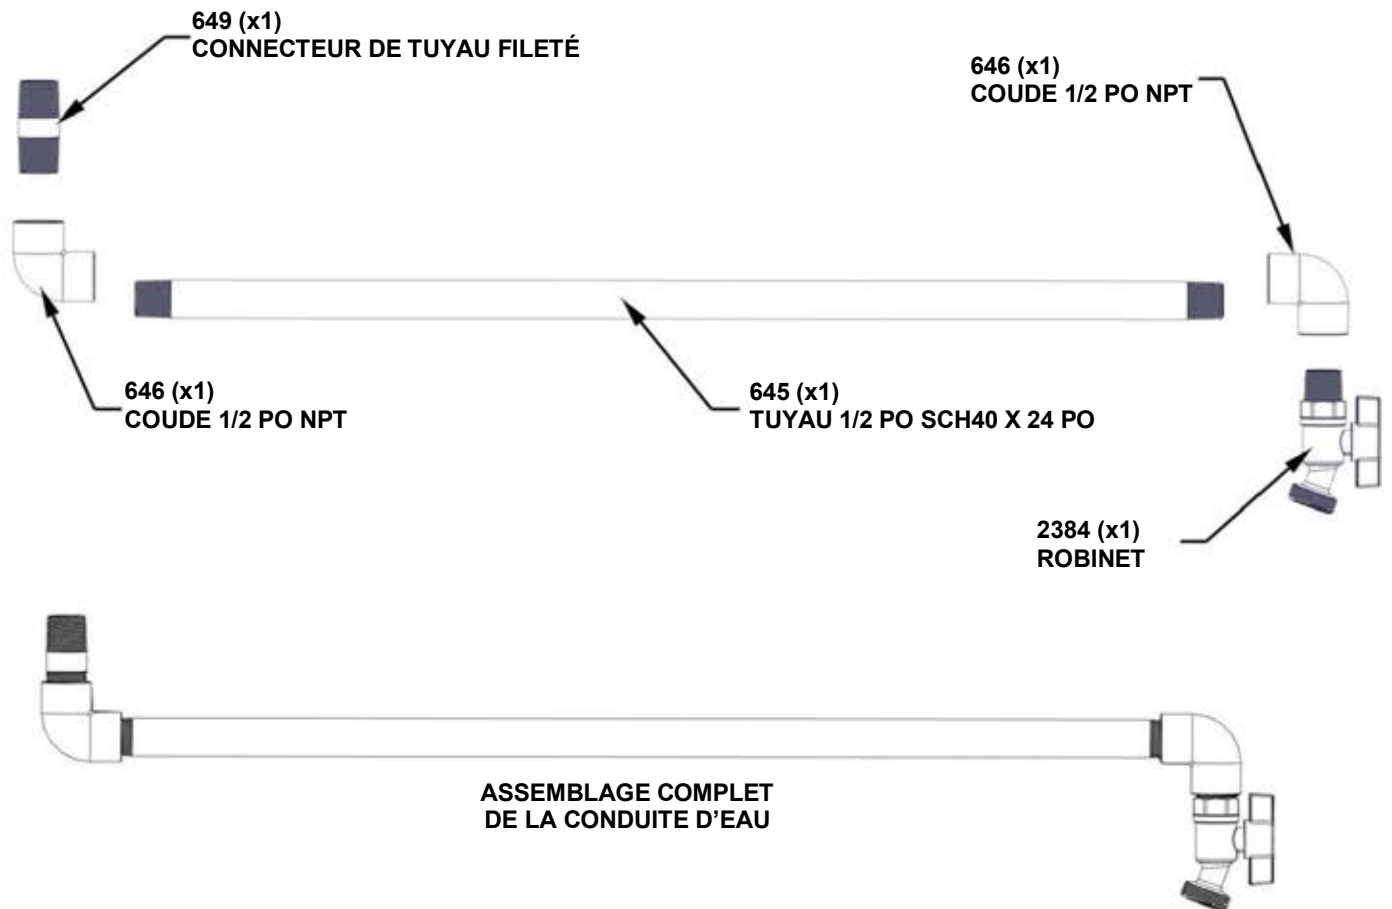 649 (x1)
CONNECTEUR DE TUYAU FILETÉ
646 (x1)
COUDE 1/2 PO NPT
646 (x1)
COUDE 1/2 PO NPT
645 (x1)
TUYAU 1/2 PO SCH40 X 24 PO
2384 (x1)
ROBINET
ASSEMBLAGE COMPLET
DE LA CONDUITE D’EAU